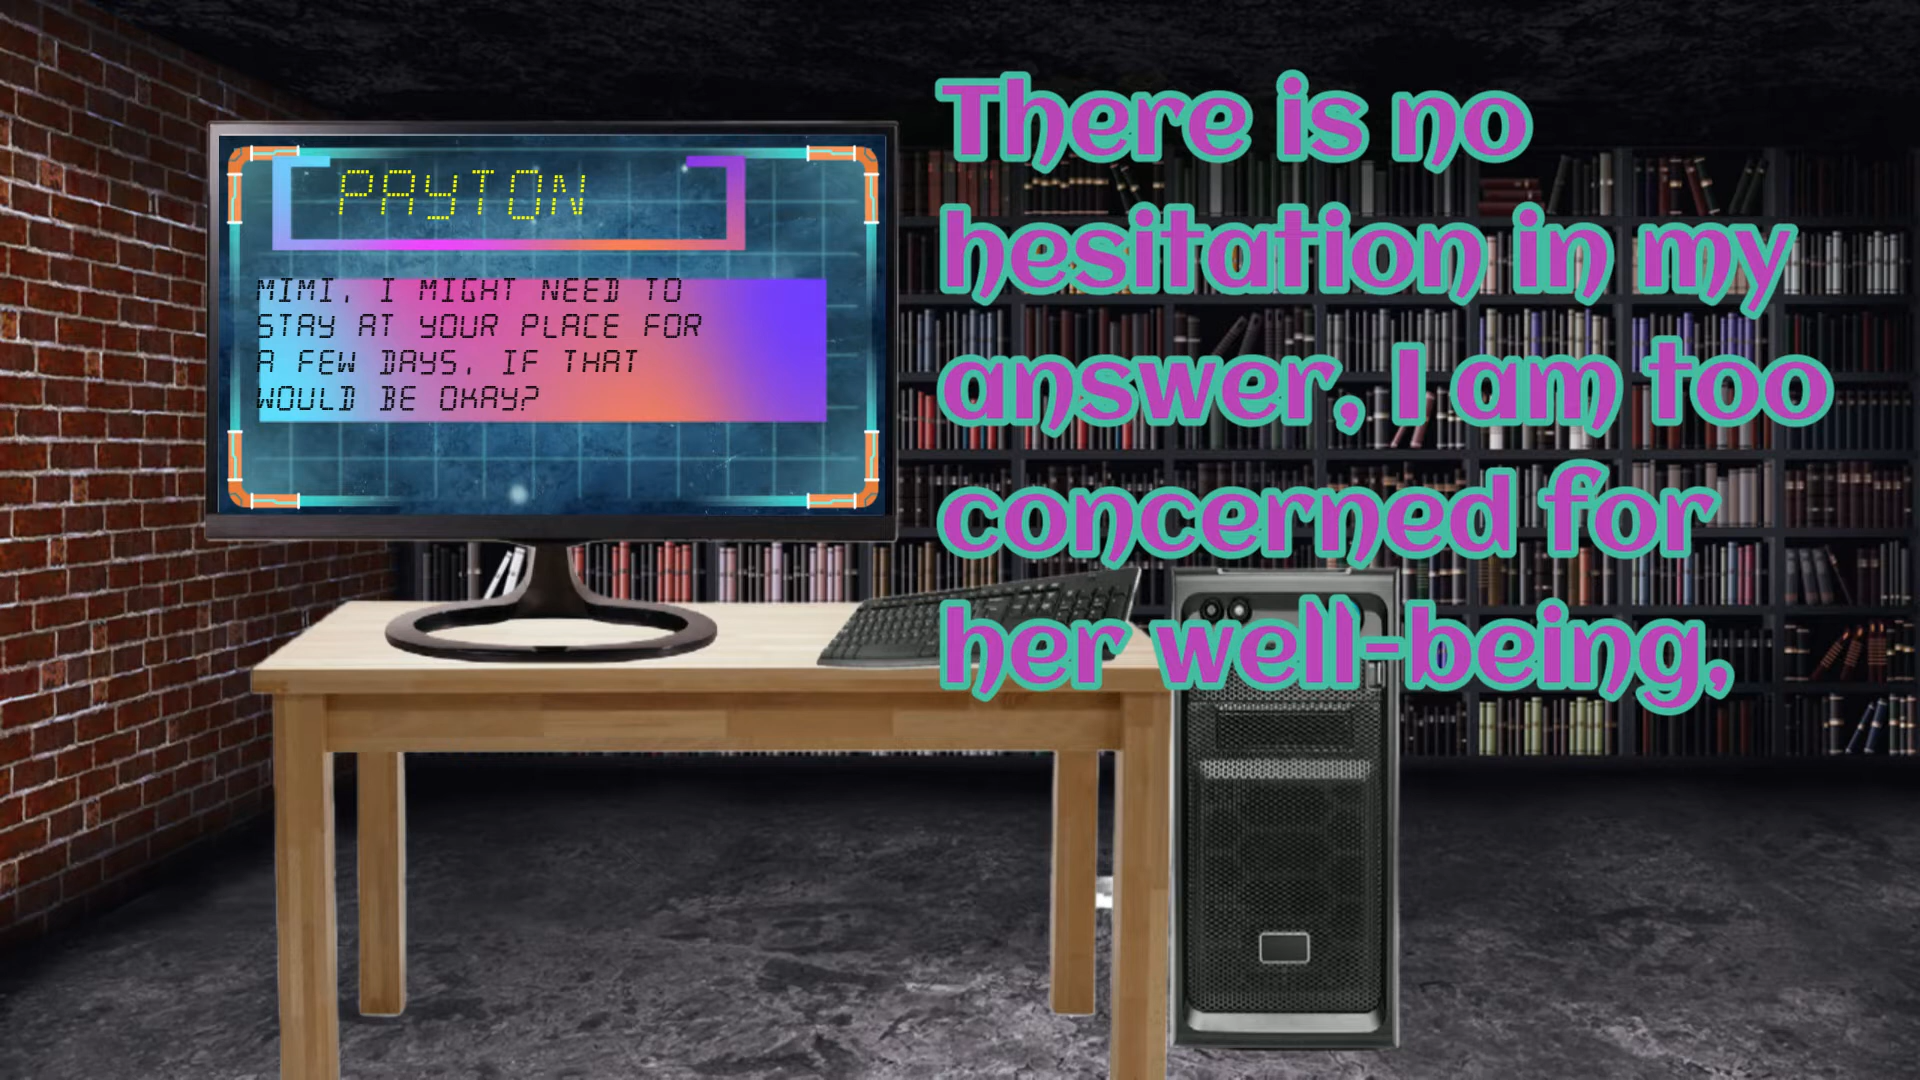 PAYTON
MIMI, I MIGHT NEED TO
STAY AT YOUR PLACE FOR
A FEW DAYS, IF THAT
WOULD BE OKAY?
There is no
hesitation in my
answer, I am too
concerned for
her well-being,